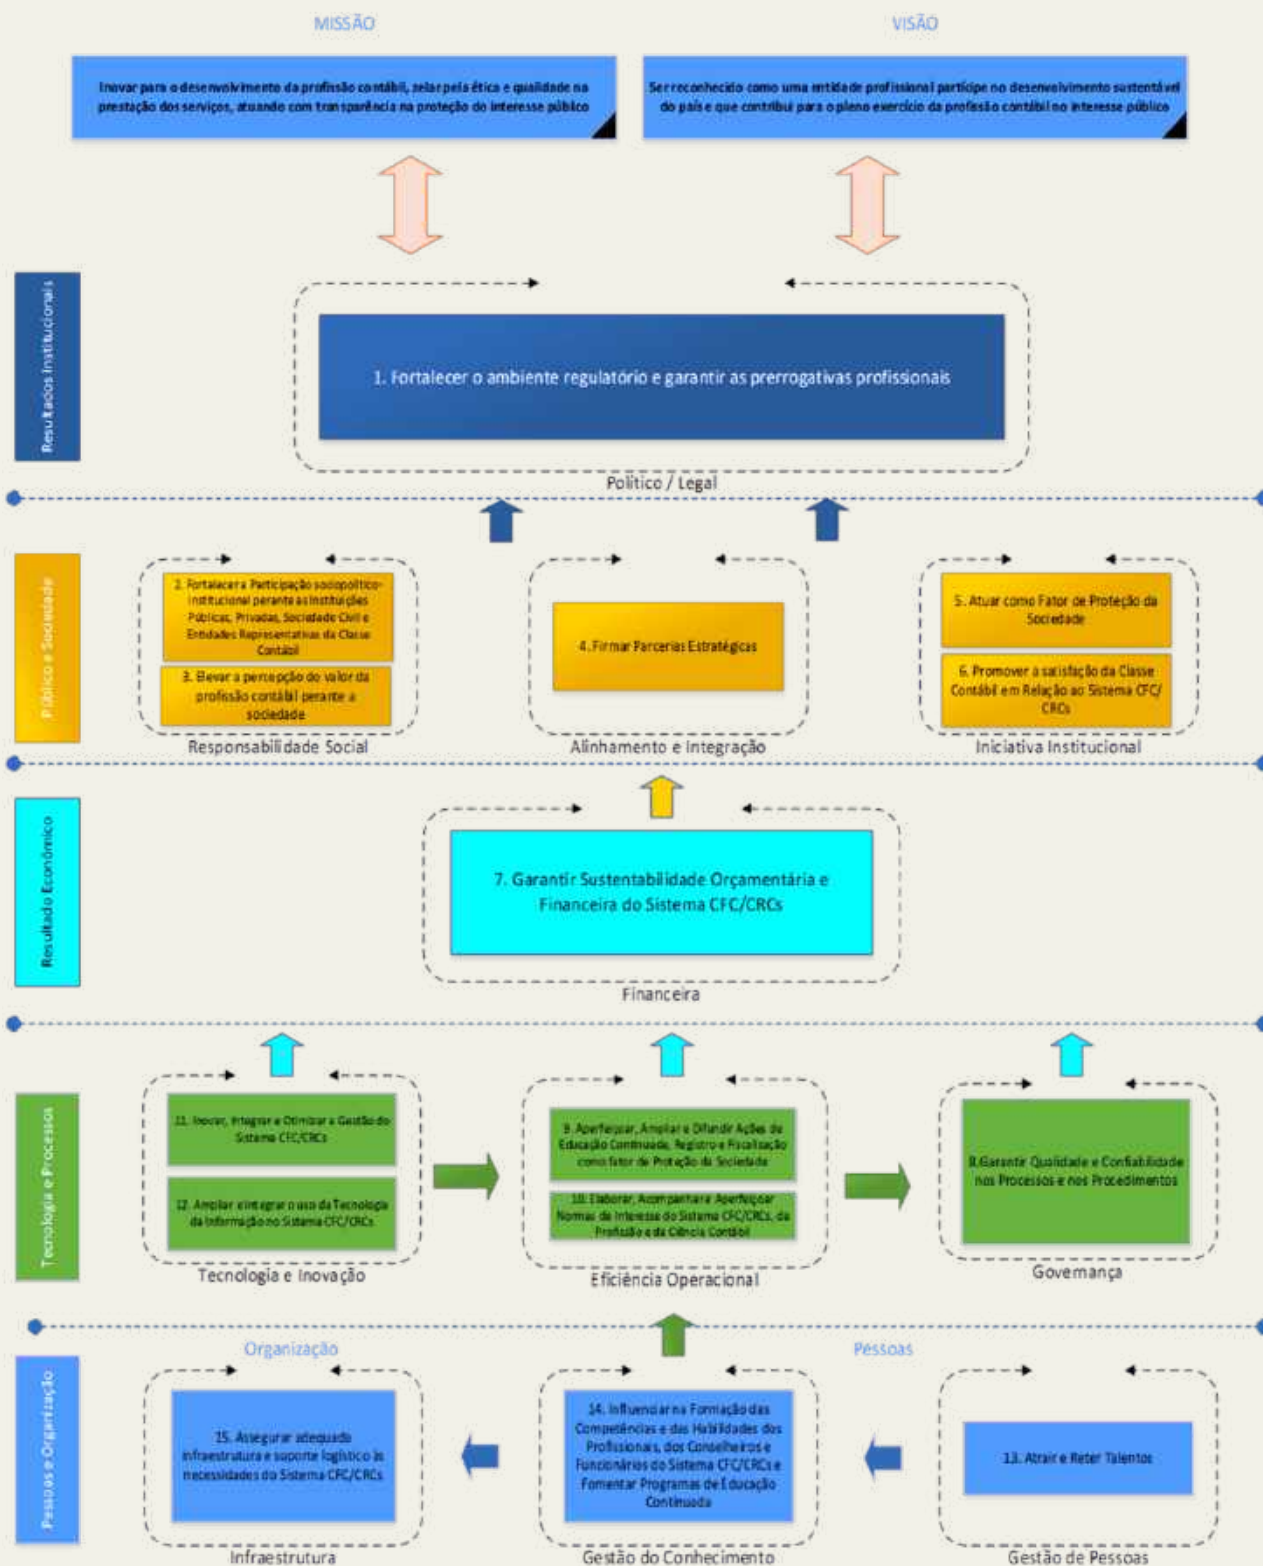 MISSÃO
VISÃO
Inovar para o desenvolvimento da profissão contábil, zelar pela ética e qualidade na
prestação dos serviços, atuando com transparência na proteção do interesse público
Ser reconhecido como uma entidade profissional partícipe no desenvolvimento sustentável
do país e que contribui para o pleno exercício da profissão contábil no interesse público
Resultados Institucionais
1. Fortalecer o ambiente regulatório e garantir as prerrogativas profissionais
Político / Legal
Público e Sociedade
2. Fortalecer a Participação sociopolítico-
institucional perante as Instituições
Públicas, Privadas, Sociedade Civil e
Entidades Representativas da Classe
Contábil
3. Elevar a percepção do valor da
profissão contábil perante a
sociedade
Responsabilidade Social
4. Firmar Parcerias Estratégicas
Alinhamento e Integração
5. Atuar como Fator de Proteção da
Sociedade
6. Promover a satisfação da Classe
Contábil em Relação ao Sistema CFC/
CRCs
Iniciativa Institucional
Resultado Econômico
7. Garantir Sustentabilidade Orçamentária e
Financeira do Sistema CFC/CRCs
Financeira
Tecnologia e Processos
11. Inovar, Integrar e Otimizar a Gestão do
Sistema CFC/CRCs
12. Ampliar e integrar o uso da Tecnologia
da Informação no Sistema CFC/CRCs
Tecnologia e Inovação
9. Aperfeiçoar, Ampliar e Difundir Ações de
Educação Continuada, Registro e Fiscalização
como fator de Proteção da Sociedade
10. Elaborar, Acompanhar e Aperfeiçoar
Normas de Interesse do Sistema CFC/CRCs, da
Profissão e da Ciência Contábil
Eficiência Operacional
8.Garantir Qualidade e Confiabilidade
nos Processos e nos Procedimentos
Governança
Pessoas e Organização
Organização
Pessoas
15. Assegurar adequada
infraestrutura e suporte logístico às
necessidades do Sistema CFC/CRCs
Infraestrutura
14. Influenciar na Formação das
Competências e das Habilidades dos
Profissionais, dos Conselheiros e
Funcionários do Sistema CFC/CRCs e
Fomentar Programas de Educação
Continuada
Gestão do Conhecimento
13. Atrair e Reter Talentos
Gestão de Pessoas